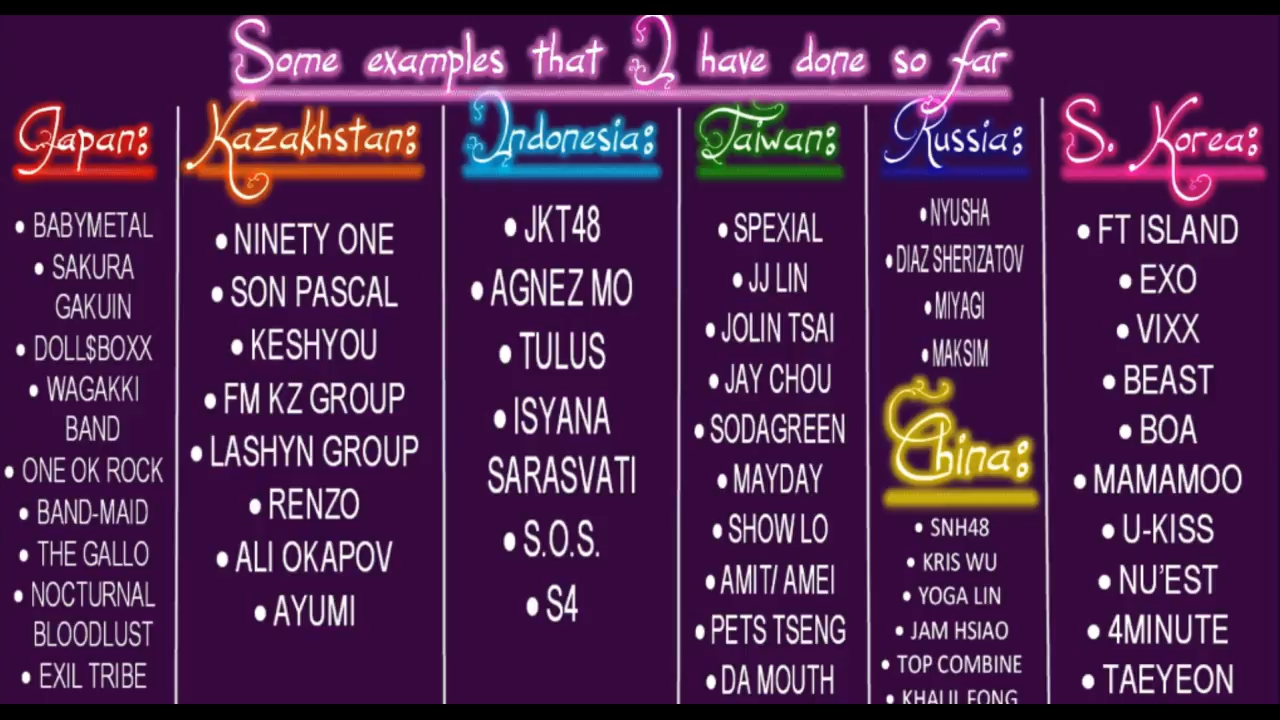 Some examples that I have done so far
Japan:
• BABYMETAL
• SAKURA
GAKUIN
• DOLL$BOXX
• WAGAKKI
BAND
• ONE OK ROCK
• BAND-MAID
• THE GALLO
• NOCTURNAL
BLOODLUST
• EXIL TRIBE
Kazakhstan:
• NINETY ONE
• SON PASCAL
• KESHYOU
• FM KZ GROUP
• LASHYN GROUP
• RENZO
• ALI OKAPOV
• AYUMI
Indonesia:
• JKT48
• AGNEZ MO
• TULUS
• ISYANA
SARASVATI
• S.O.S.
• S4
Taiwan:
• SPEXIAL
• JJ LIN
• JOLIN TSAI
• JAY CHOU
• SODAGREEN
• MAYDAY
• SHOW LO
• AMIT/ AMEI
• PETS TSENG
• DA MOUTH
Russia:
• NYUSHA
• DIAZ SHERIZATOV
• MIYAGI
• MAKSIM
China:
• SNH48
• KRIS WU
• YOGA LIN
• JAM HSIAO
• TOP COMBINE
• KHALIL FONG
S. Korea:
• FT ISLAND
• EXO
• VIXX
• BEAST
• BOA
• MAMAMOO
• U-KISS
• NU’EST
• 4MINUTE
• TAEYEON